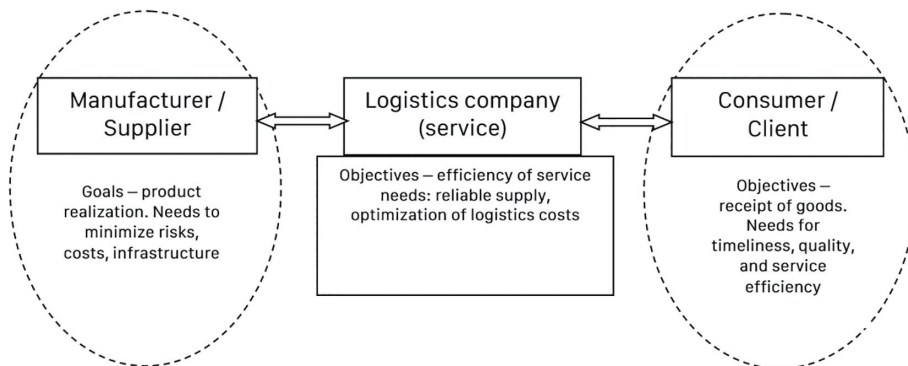 Manufacturer /
Supplier
Goals – product
realization. Needs to
minimize risks,
costs, infrastructure
Logistics company
(service)
Objectives – efficiency of service
needs: reliable supply,
optimization of logistics costs
Consumer /
Client
Objectives –
receipt of goods.
Needs for
timeliness, quality,
and service
efficiency